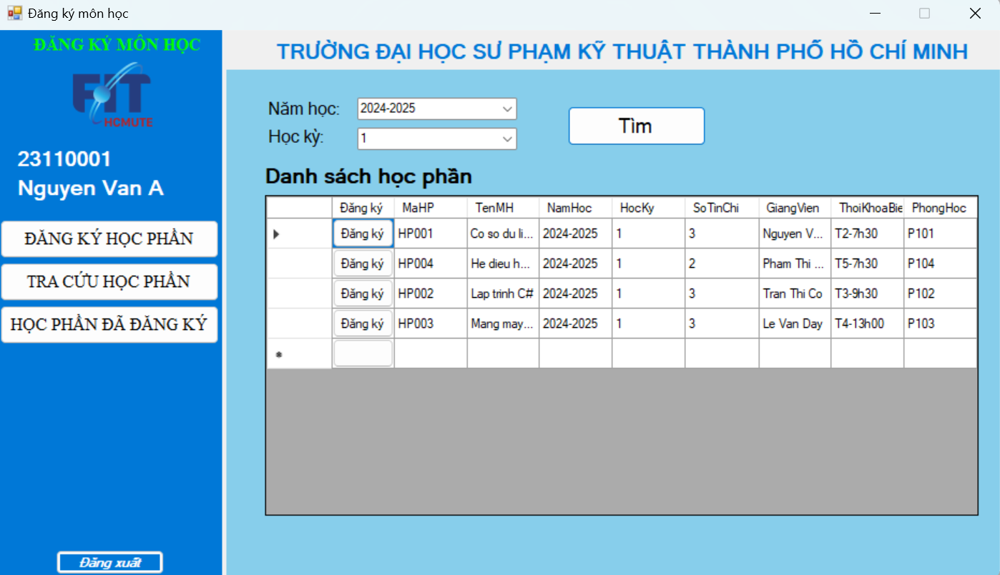 Đăng ký môn học
ĐĂNG KÝ MÔN HỌC
FIT
HCMUTE
23110001
Nguyen Van A
ĐĂNG KÝ HỌC PHẦN
TRA CỨU HỌC PHẦN
HỌC PHẦN ĐÃ ĐĂNG KÝ
Đăng xuất
TRƯỜNG ĐẠI HỌC SƯ PHẠM KỸ THUẬT THÀNH PHỐ HỒ CHÍ MINH
Năm học: 2024-2025
Học kỳ: 1
Tìm
Danh sách học phần
Đăng ký MaHP TenMH NamHoc HocKy SoTinChi GiangVien ThoiKhoaBie PhongHoc
Đăng ký HP001 Co so du li... 2024-2025 1 3 Nguyen V... T2-7h30 P101
Đăng ký HP004 He dieu h... 2024-2025 1 2 Pham Thi ... T5-7h30 P104
Đăng ký HP002 Lap trinh C# 2024-2025 1 3 Tran Thi Co T3-9h30 P102
Đăng ký HP003 Mang may... 2024-2025 1 3 Le Van Day T4-13h00 P103